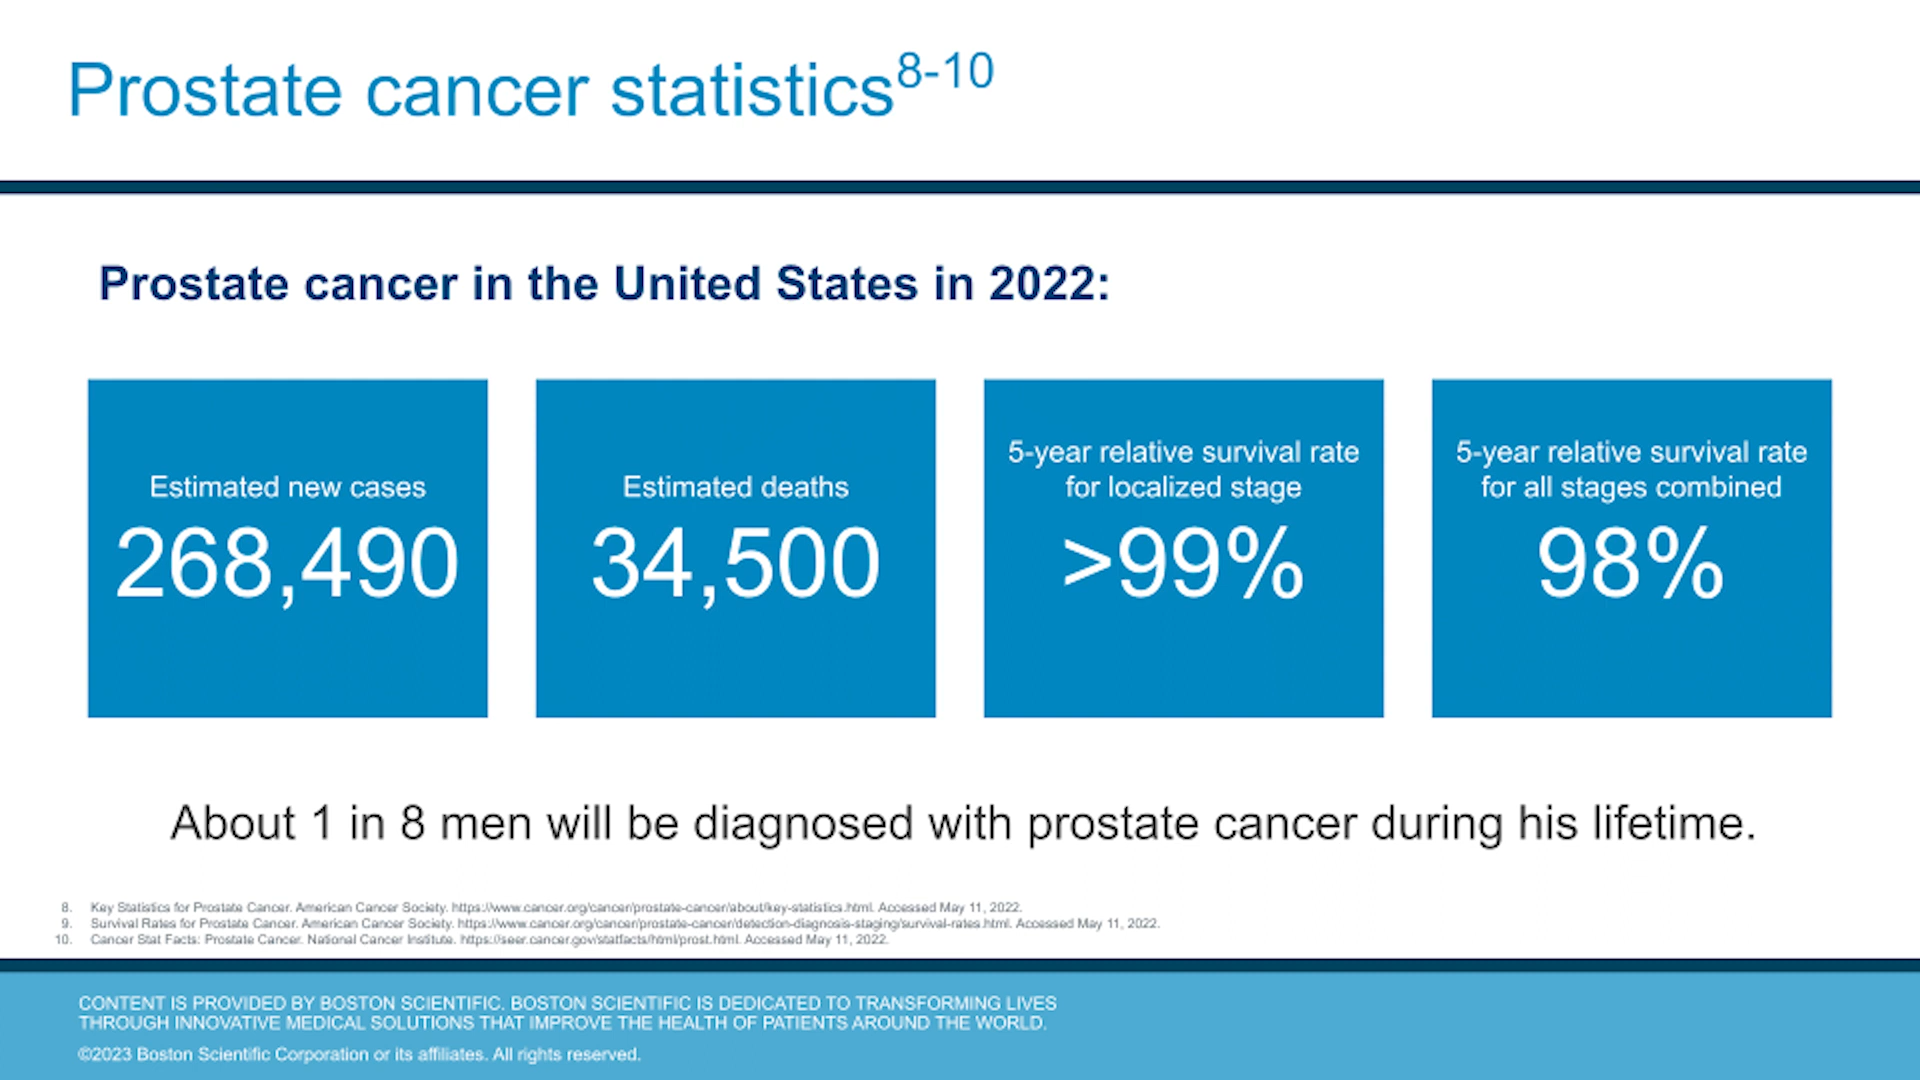 Prostate cancer statistics8-10
Prostate cancer in the United States in 2022:
Estimated new cases
268,490
Estimated deaths
34,500
5-year relative survival rate
for localized stage
>99%
5-year relative survival rate
for all stages combined
98%
About 1 in 8 men will be diagnosed with prostate cancer during his lifetime.
8. Key Statistics for Prostate Cancer. American Cancer Society. https://www.cancer.org/cancer/prostate-cancer/about/key-statistics.html. Accessed May 11, 2022.
9. Survival Rates for Prostate Cancer. American Cancer Society. https://www.cancer.org/cancer/prostate-cancer/detection-diagnosis-staging/survival-rates.html. Accessed May 11, 2022.
10. Cancer Stat Facts: Prostate Cancer. National Cancer Institute. https://seer.cancer.gov/statfacts/html/prost.html. Accessed May 11, 2022.
CONTENT IS PROVIDED BY BOSTON SCIENTIFIC. BOSTON SCIENTIFIC IS DEDICATED TO TRANSFORMING LIVES
THROUGH INNOVATIVE MEDICAL SOLUTIONS THAT IMPROVE THE HEALTH OF PATIENTS AROUND THE WORLD.
©2023 Boston Scientific Corporation or its affiliates. All rights reserved.